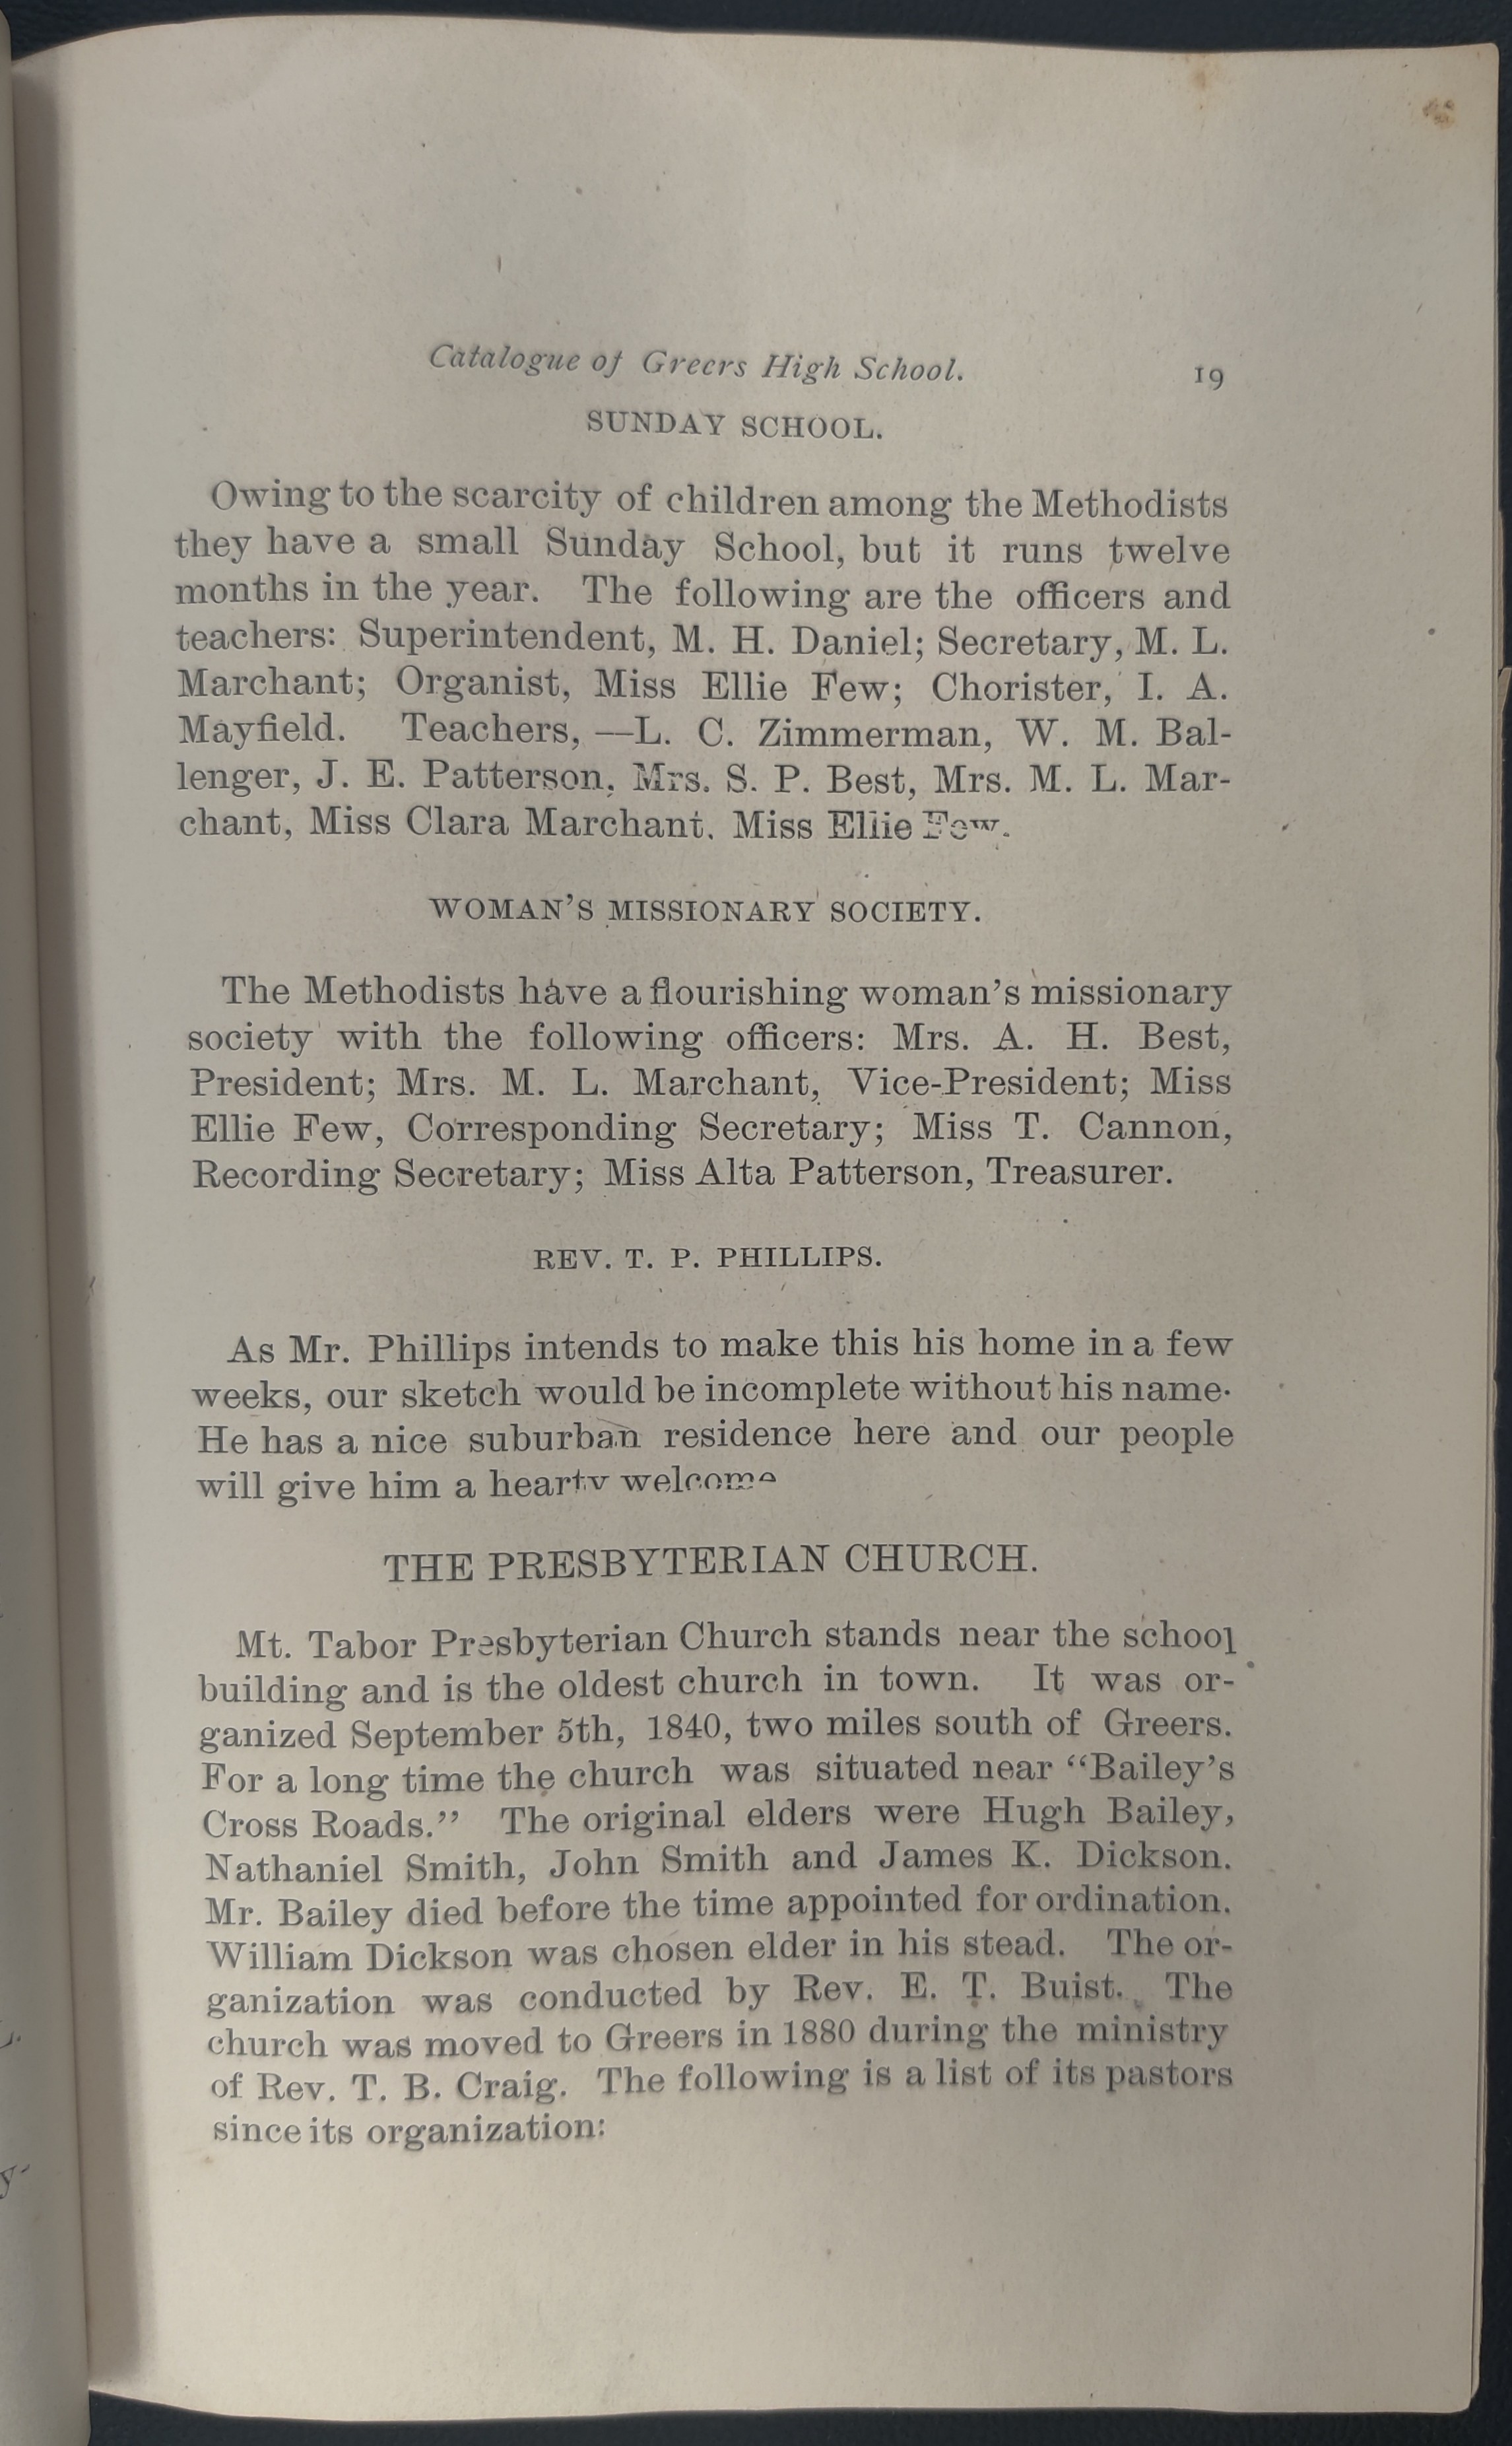 Catalogue of Greers High School. 19
SUNDAY SCHOOL.
Owing to the scarcity of children among the Methodists
they have a small Sunday School, but it runs twelve
months in the year. The following are the officers and
teachers: Superintendent, M. H. Daniel; Secretary, M. L.
Marchant; Organist, Miss Ellie Few; Chorister, I. A.
Mayfield. Teachers, —L. C. Zimmerman, W. M. Bal-
lenger, J. E. Patterson, Mrs. S. P. Best, Mrs. M. L. Mar-
chant, Miss Clara Marchant. Miss Ellie Few.
WOMAN'S MISSIONARY SOCIETY.
The Methodists have a flourishing woman's missionary
society with the following officers: Mrs. A. H. Best,
President; Mrs. M. L. Marchant, Vice-President; Miss
Ellie Few, Corresponding Secretary; Miss T. Cannon,
Recording Secretary; Miss Alta Patterson, Treasurer.
REV. T. P. PHILLIPS.
As Mr. Phillips intends to make this his home in a few
weeks, our sketch would be incomplete without his name.
He has a nice suburban residence here and our people
will give him a hearty welcome
THE PRESBYTERIAN CHURCH.
Mt. Tabor Presbyterian Church stands near the school
building and is the oldest church in town. It was or-
ganized September 5th, 1840, two miles south of Greers.
For a long time the church was situated near "Bailey's
Cross Roads." The original elders were Hugh Bailey,
Nathaniel Smith, John Smith and James K. Dickson.
Mr. Bailey died before the time appointed for ordination.
William Dickson was chosen elder in his stead. The or-
ganization was conducted by Rev. E. T. Buist. The
church was moved to Greers in 1880 during the ministry
of Rev. T. B. Craig. The following is a list of its pastors
since its organization: